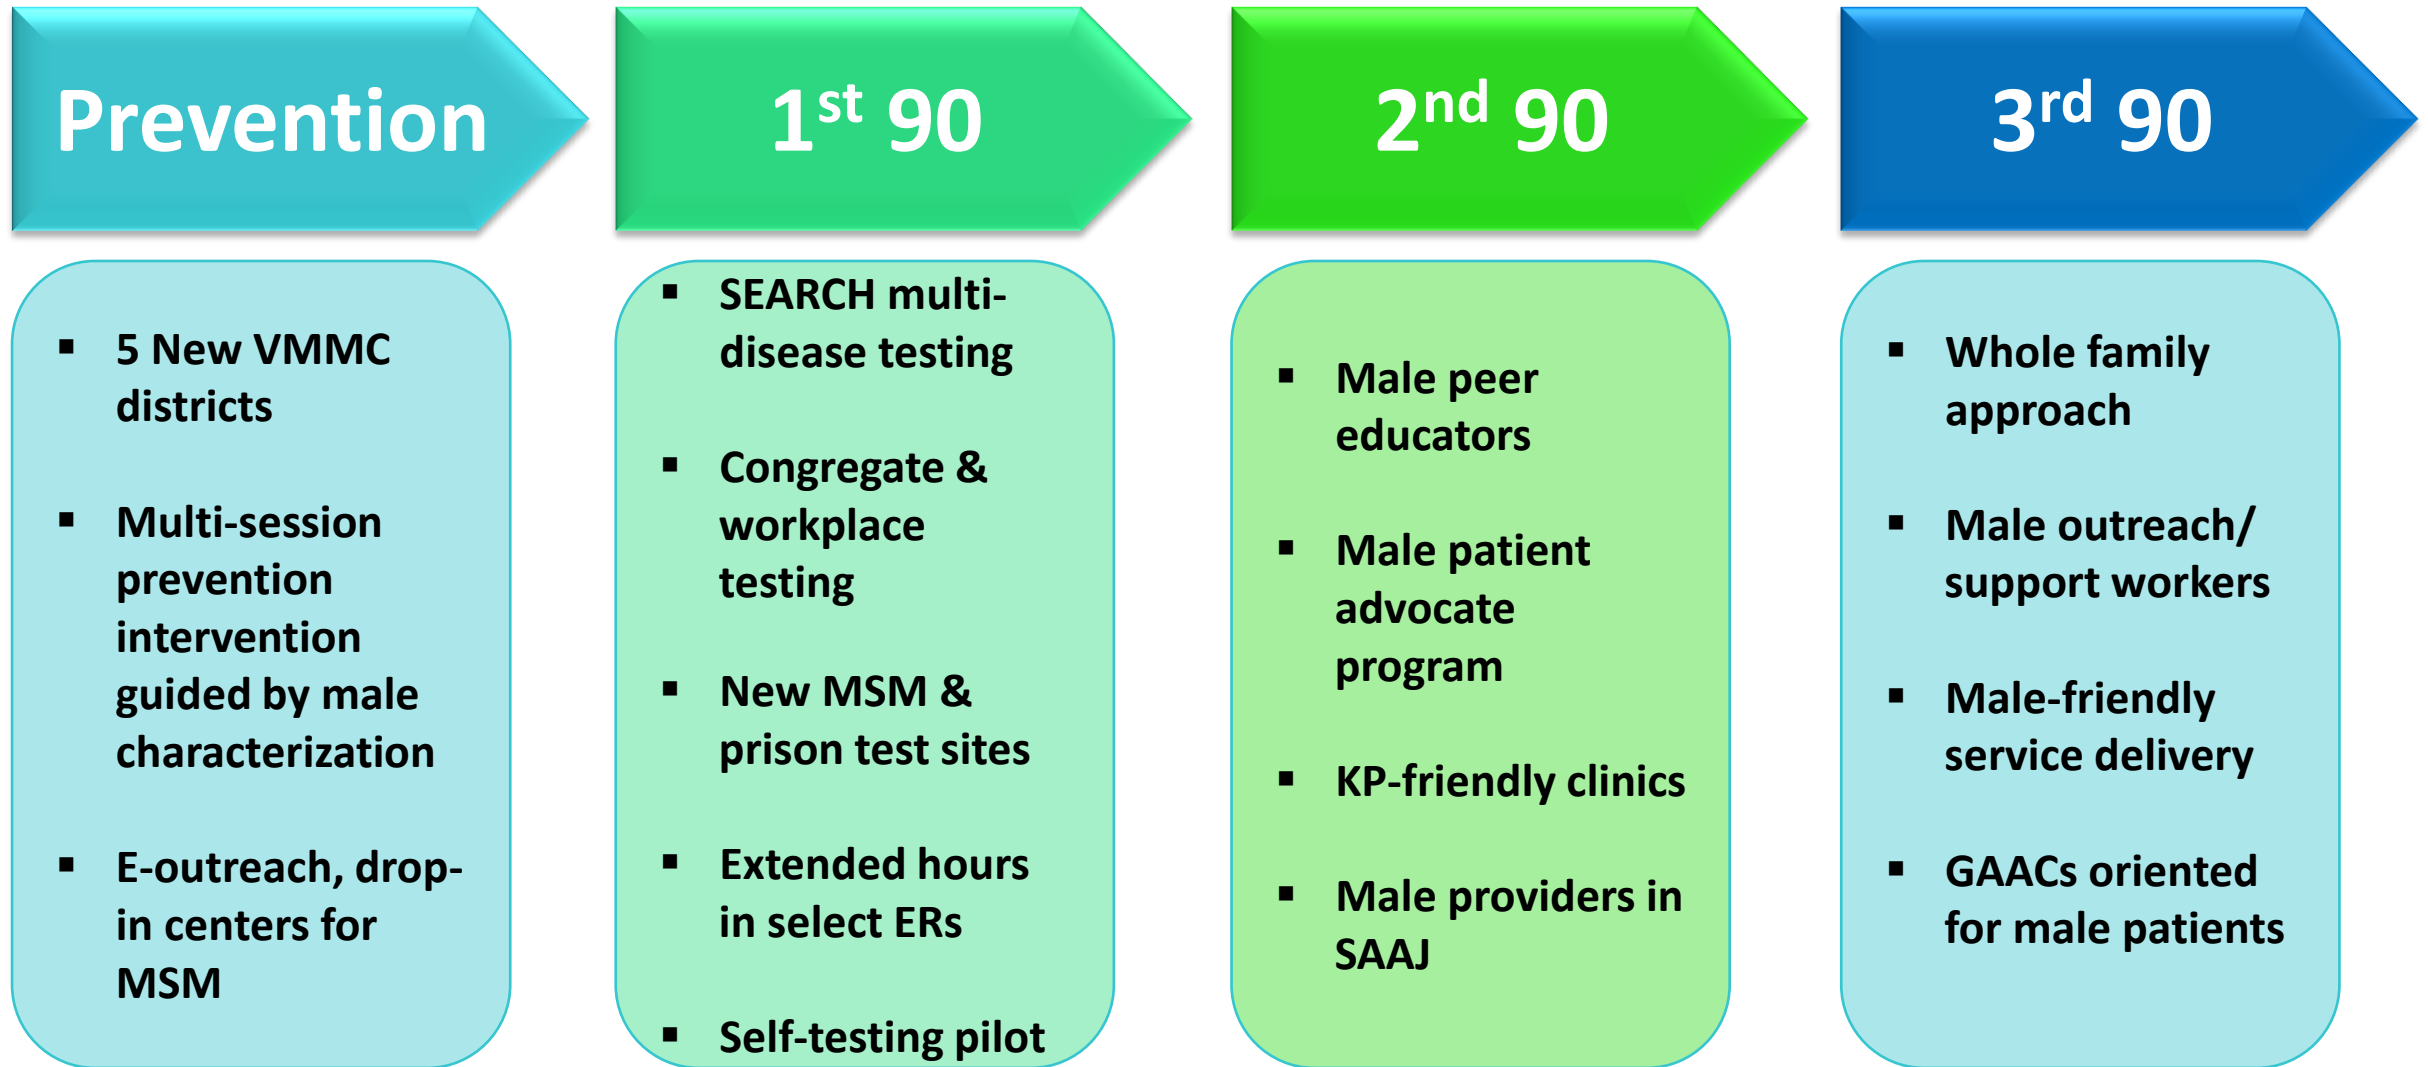 Prevention
▪ 5 New VMMC
districts
▪ Multi-session
prevention
intervention
guided by male
characterization
▪ E-outreach, drop-
in centers for
MSM
1st 90
▪ SEARCH multi-
disease testing
▪ Congregate &
workplace
testing
▪ New MSM &
prison test sites
▪ Extended hours
in select ERs
▪ Self-testing pilot
2nd 90
▪ Male peer
educators
▪ Male patient
advocate
program
▪ KP-friendly clinics
▪ Male providers in
SAAJ
3rd 90
▪ Whole family
approach
▪ Male outreach/
support workers
▪ Male-friendly
service delivery
▪ GAACs oriented
for male patients